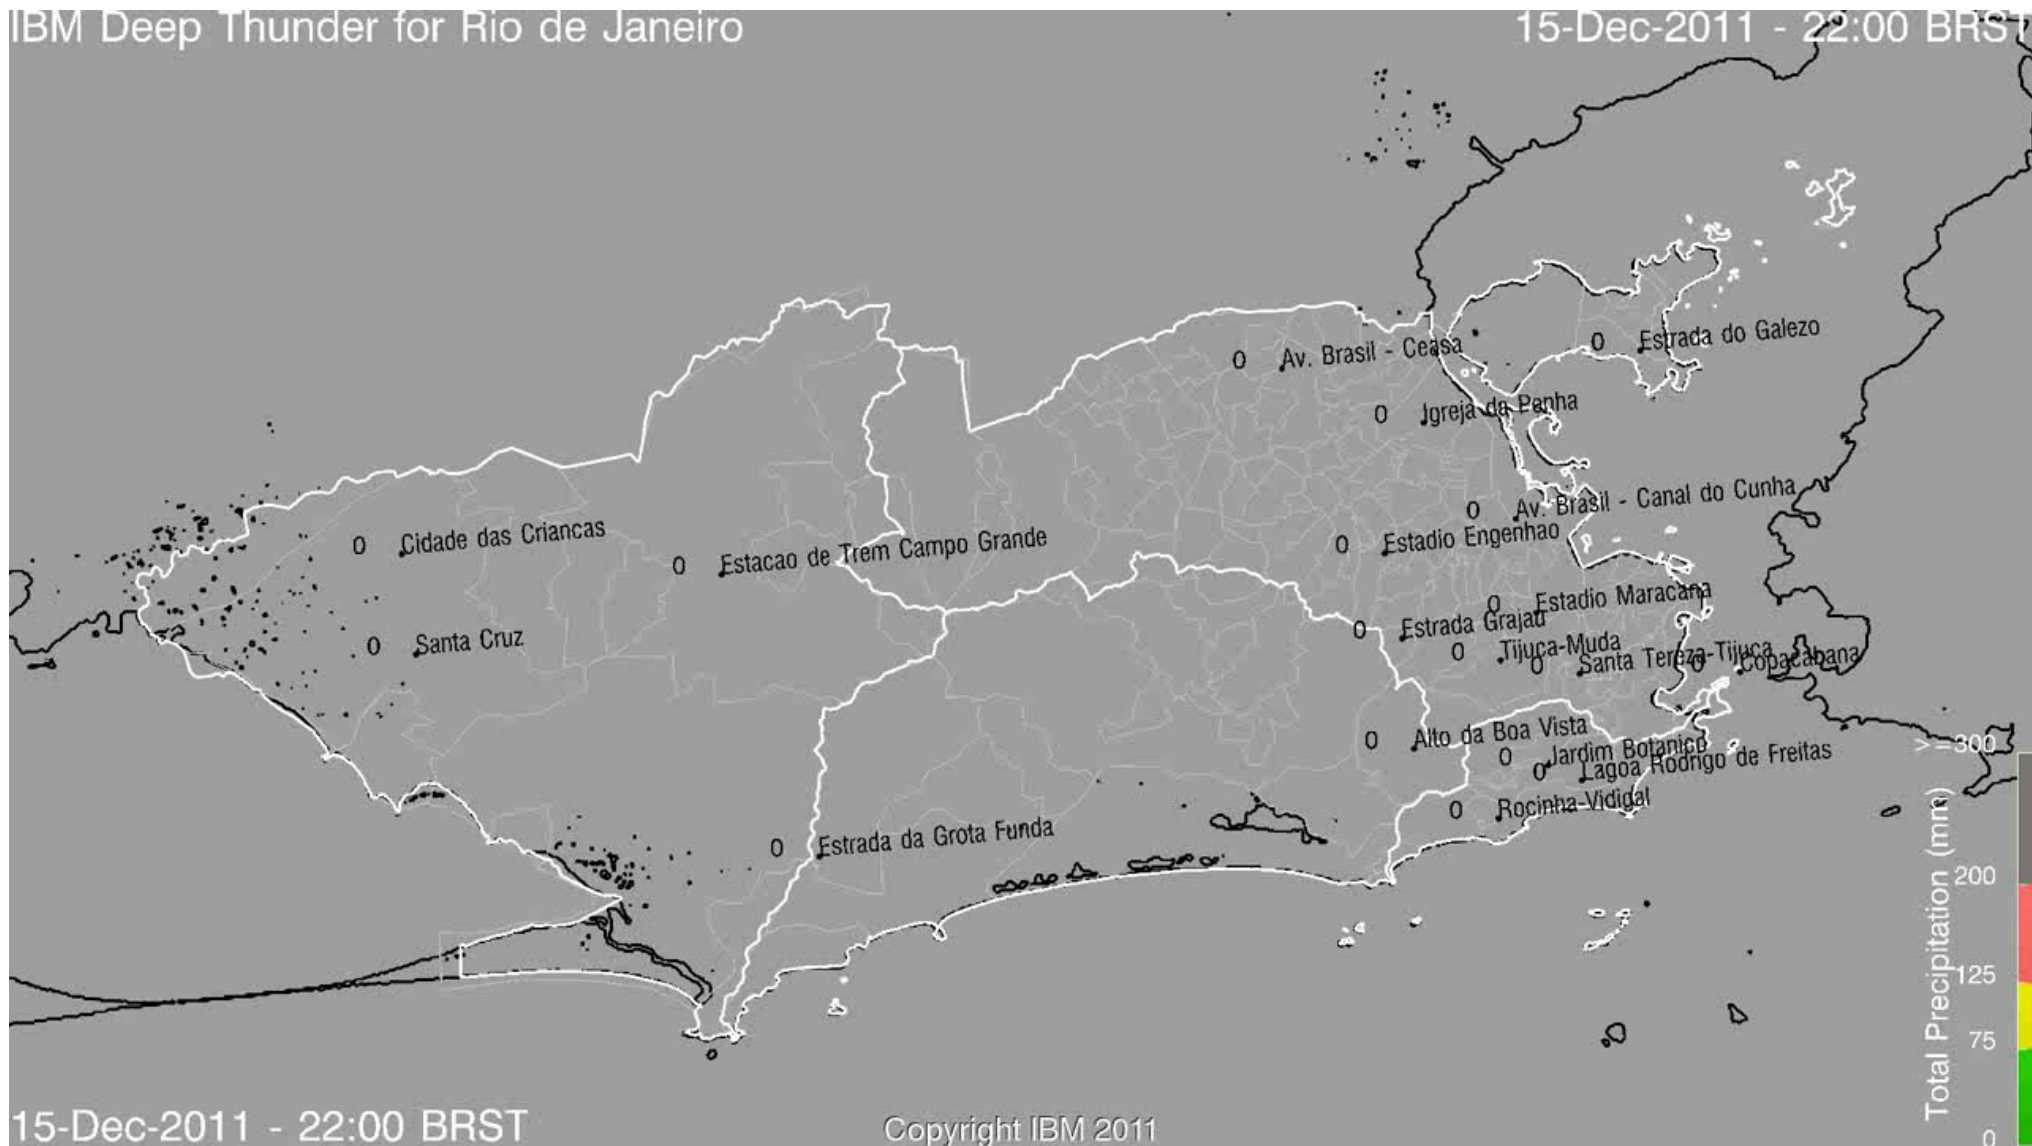 IBM Deep Thunder for Rio de Janeiro
15-Dec-2011 - 22:00 BRST
0 Estrada do Galezo
0 Av. Brasil - Ceasa
0 Igreja da Penha
0 Av. Brasil - Canal do Cunha
0 Cidade das Criancas
0 Estadio Engenhao
0 Estacao de Trem Campo Grande
0 Estadio Maracana
0 Estrada Grajau
0 Santa Cruz
0 Tijuca-Muda
0 Santa Tereza-Tijuca
0 Copacabana
0 Alto da Boa Vista
0 Jardim Botanico
0 Lagoa Rodrigo de Freitas
0 Rocinha-Vidigal
0 Estrada da Grota Funda
>=300
200
125
75
0
Total Precipitation (mm)
15-Dec-2011 - 22:00 BRST
Copyright IBM 2011